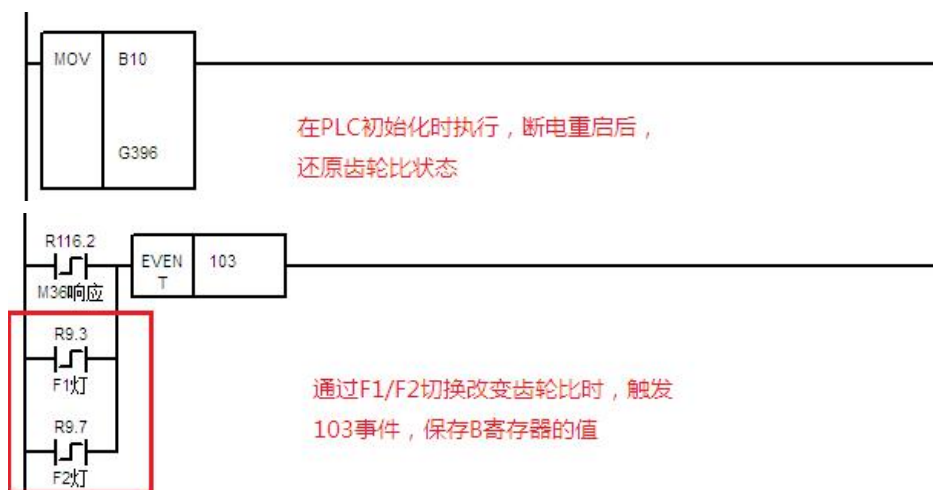 MOV B10
G396
在PLC初始化时执行，断电重启后，
还原齿轮比状态
R116.2
EVEN
T
103
M36响应
R9.3
F1灯
R9.7
F2灯
通过F1/F2切换改变齿轮比时，触发
103事件，保存B寄存器的值